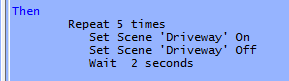 Then
Repeat 5 times
Set Scene 'Driveway' On
Set Scene 'Driveway' Off
Wait  2 seconds